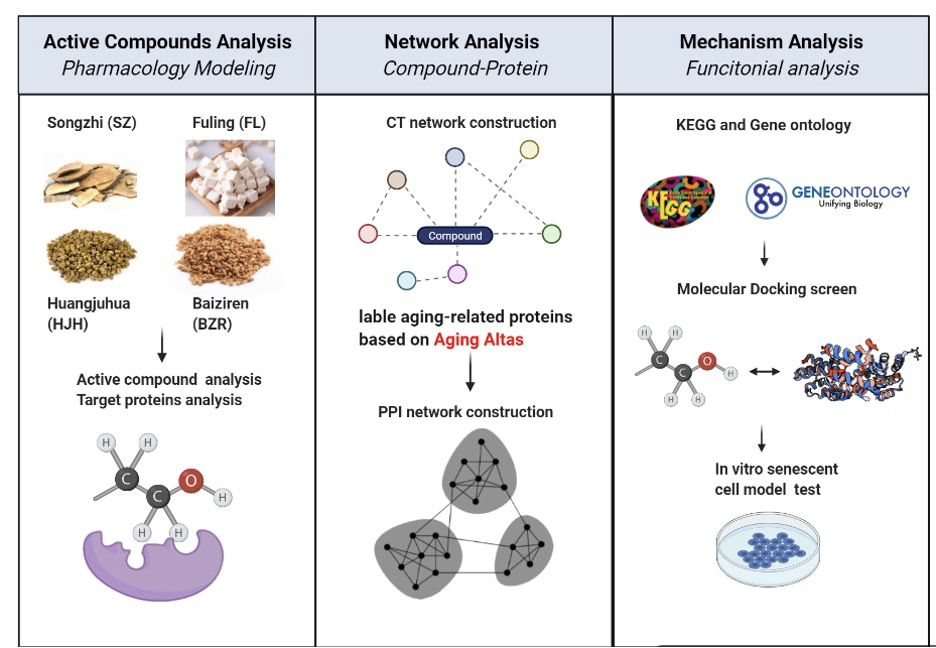 Active Compounds Analysis
Pharmacology Modeling
Network Analysis
Compound-Protein
Mechanism Analysis
Funcitonial analysis
Songzhi (SZ)
Fuling (FL)
Huangjuhua
(HJH)
Baiziren
(BZR)
Active compound analysis
Target proteins analysis
H
H
C
C
O
H
H
H
CT network construction
Compound
lable aging-related proteins
based on Aging Altas
PPI network construction
KEGG and Gene ontology
KEGG
go
GENEONTOLOGY
Unifying Biology
Molecular Docking screen
H
H
C
C
O
H
H
H
In vitro senescent
cell model test